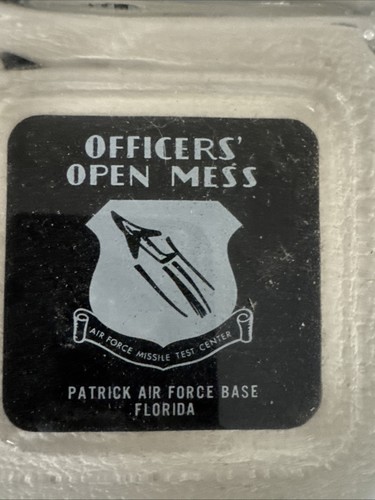 OFFICERS'
OPEN MESS
AIR FORCE MISSILE TEST CENTER
PATRICK AIR FORCE BASE
FLORIDA